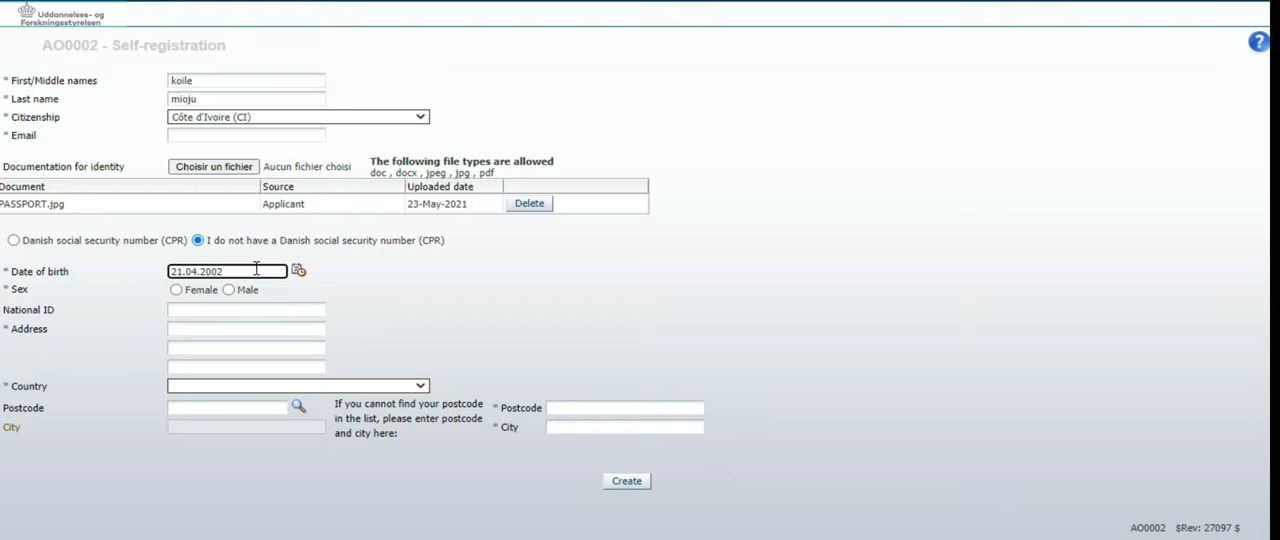 Uddannelses- og
Forskningsstyrelsen
AO0002 - Self-registration
?
* First/Middle names koile
* Last name mioju
* Citizenship Côte d'Ivoire (CI)
* Email
Documentation for identity Choisir un fichier Aucun fichier choisi The following file types are allowed
doc , docx , jpeg , jpg , pdf
Document Source Uploaded date
PASSPORT.jpg Applicant 23-May-2021 Delete
Danish social security number (CPR) I do not have a Danish social security number (CPR)
* Date of birth 21.04.2002
* Sex Female Male
National ID
* Address
* Country
Postcode If you cannot find your postcode * Postcode
in the list, please enter postcode
City and city here: * City
Create
AO0002 $Rev: 27097 $